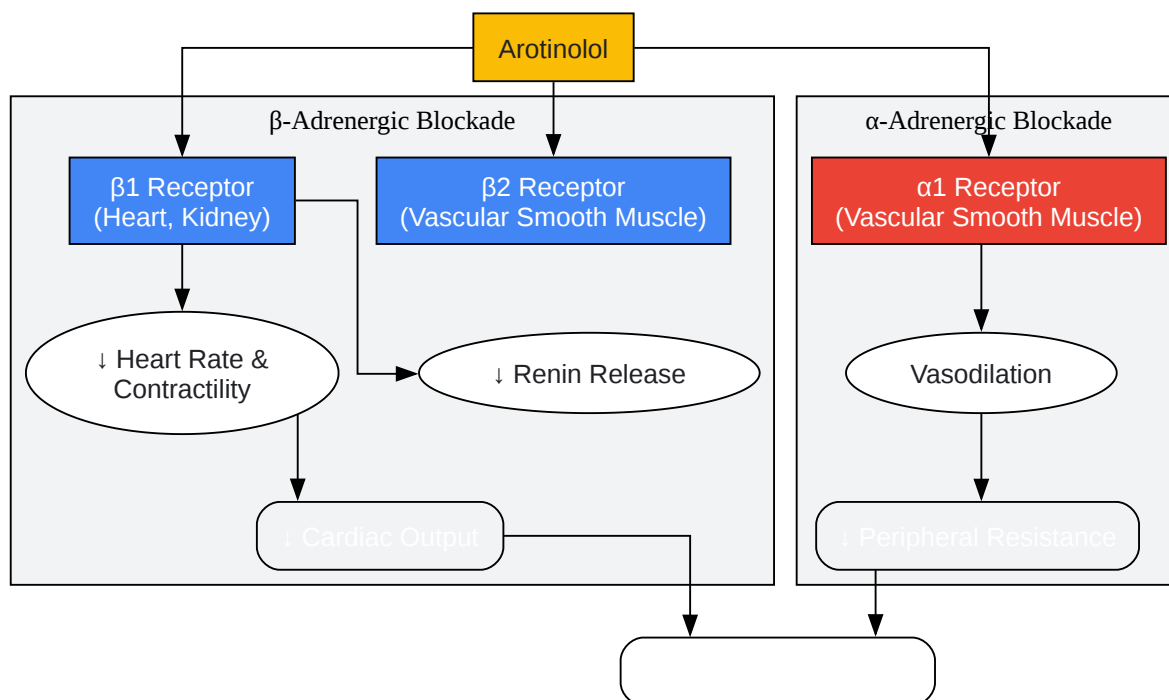 Arotinolol
β-Adrenergic Blockade
α-Adrenergic Blockade
β1 Receptor
(Heart, Kidney)
β2 Receptor
(Vascular Smooth Muscle)
α1 Receptor
(Vascular Smooth Muscle)
↓ Heart Rate &
Contractility
↓ Renin Release
Vasodilation
↓ Cardiac Output
↓ Peripheral Resistance